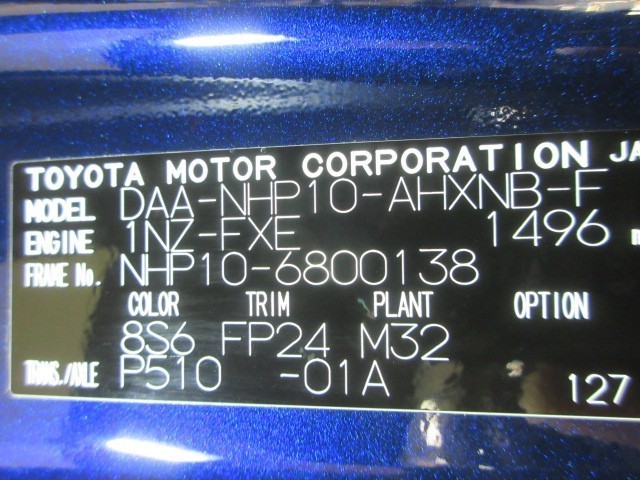 TOYOTA MOTOR CORPORATION JA
MODEL DAA-NHP10-AHXNB-F
ENGINE 1NZ-FXE 1496 m
FRAME No. NHP10-6800138
COLOR TRIM PLANT OPTION
8S6 FP24 M32
TRANS./AXLE P510 -01A
127